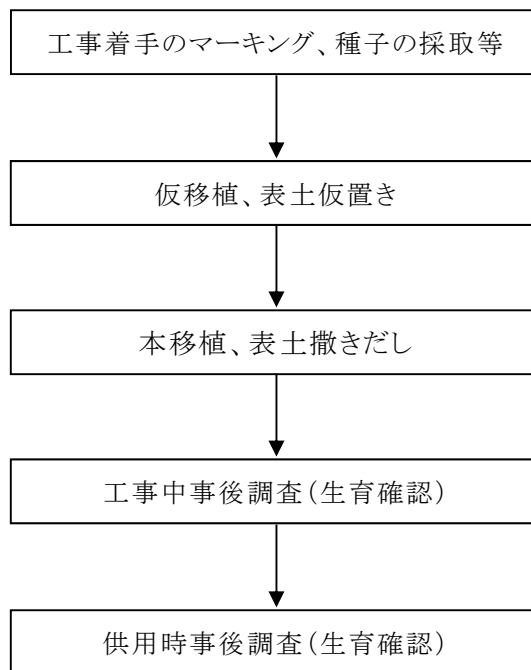 工事着手のマーキング、種子の採取等
仮移植、表土仮置き
本移植、表土撒きだし
工事中事後調査(生育確認)
供用時事後調査(生育確認)